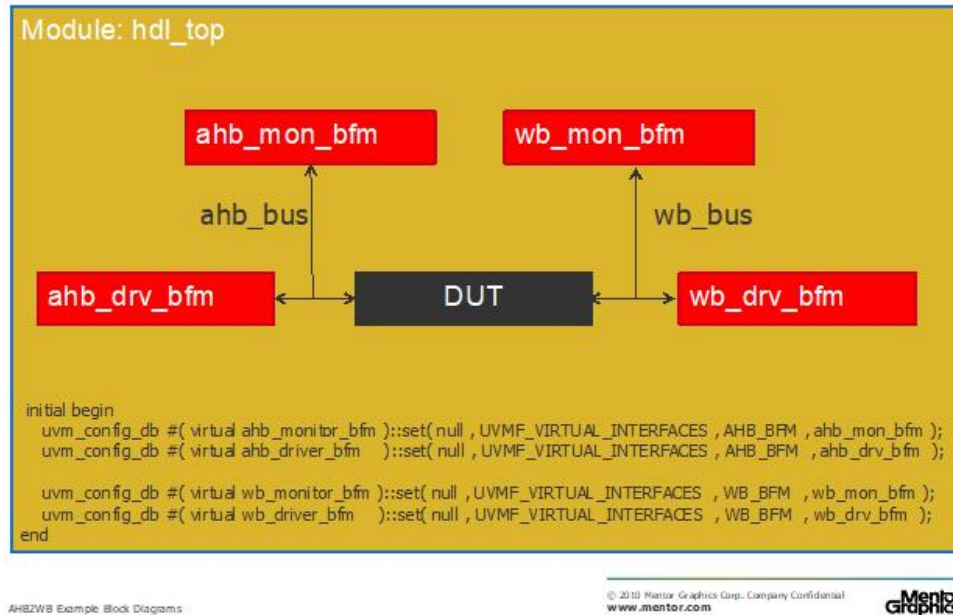 Module: hdl_top
ahb_mon_bfm
wb_mon_bfm
ahb_bus
wb_bus
ahb_drv_bfm
DUT
wb_drv_bfm
initial begin
uvm_config_db #( virtual ahb_monitor_bfm )::set( null , UVMF_VIRTUAL_INTERFACES , AHB_BFM , ahb_mon_bfm );
uvm_config_db #( virtual ahb_driver_bfm )::set( null , UVMF_VIRTUAL_INTERFACES , AHB_BFM , ahb_drv_bfm );
uvm_config_db #( virtual wb_monitor_bfm )::set( null , UVMF_VIRTUAL_INTERFACES , WB_BFM , wb_mon_bfm );
uvm_config_db #( virtual wb_driver_bfm )::set( null , UVMF_VIRTUAL_INTERFACES , WB_BFM , wb_drv_bfm );
end
AHB2WB Example Block Diagrams
© 2010 Mentor Graphics Corp. Company Confidential
www.mentor.com
Mentor
Graphics